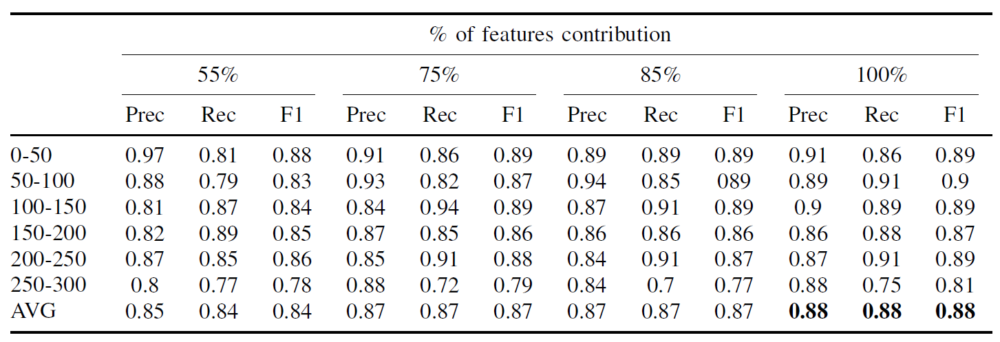 % of features contribution
55% 75% 85% 100%
Prec Rec F1 Prec Rec F1 Prec Rec F1 Prec Rec F1
0-50 0.97 0.81 0.88 0.91 0.86 0.89 0.89 0.89 0.89 0.91 0.86 0.89
50-100 0.88 0.79 0.83 0.93 0.82 0.87 0.94 0.85 089 0.89 0.91 0.9
100-150 0.81 0.87 0.84 0.84 0.94 0.89 0.87 0.91 0.89 0.9 0.89 0.89
150-200 0.82 0.89 0.85 0.87 0.85 0.86 0.86 0.86 0.86 0.86 0.88 0.87
200-250 0.87 0.85 0.86 0.85 0.91 0.88 0.84 0.91 0.87 0.87 0.91 0.89
250-300 0.8 0.77 0.78 0.88 0.72 0.79 0.84 0.7 0.77 0.88 0.75 0.81
AVG 0.85 0.84 0.84 0.87 0.87 0.87 0.87 0.87 0.87 0.88 0.88 0.88